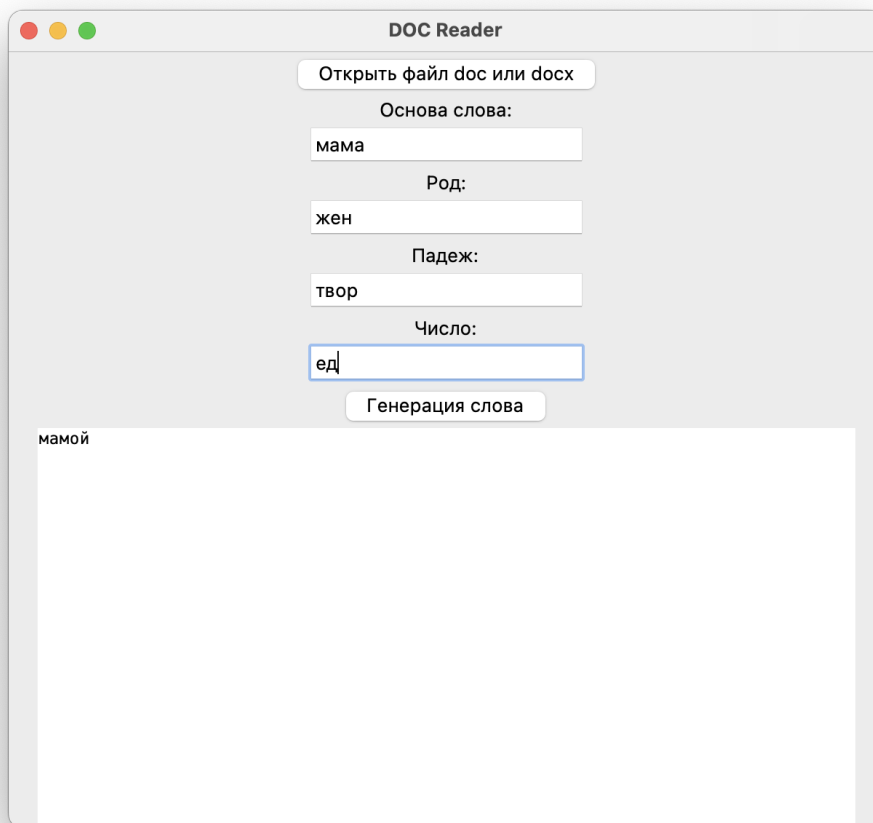 DOC Reader
Открыть файл doc или docx
Основа слова:
мама
Род:
жен
Падеж:
твор
Число:
ед
Генерация слова
мамой